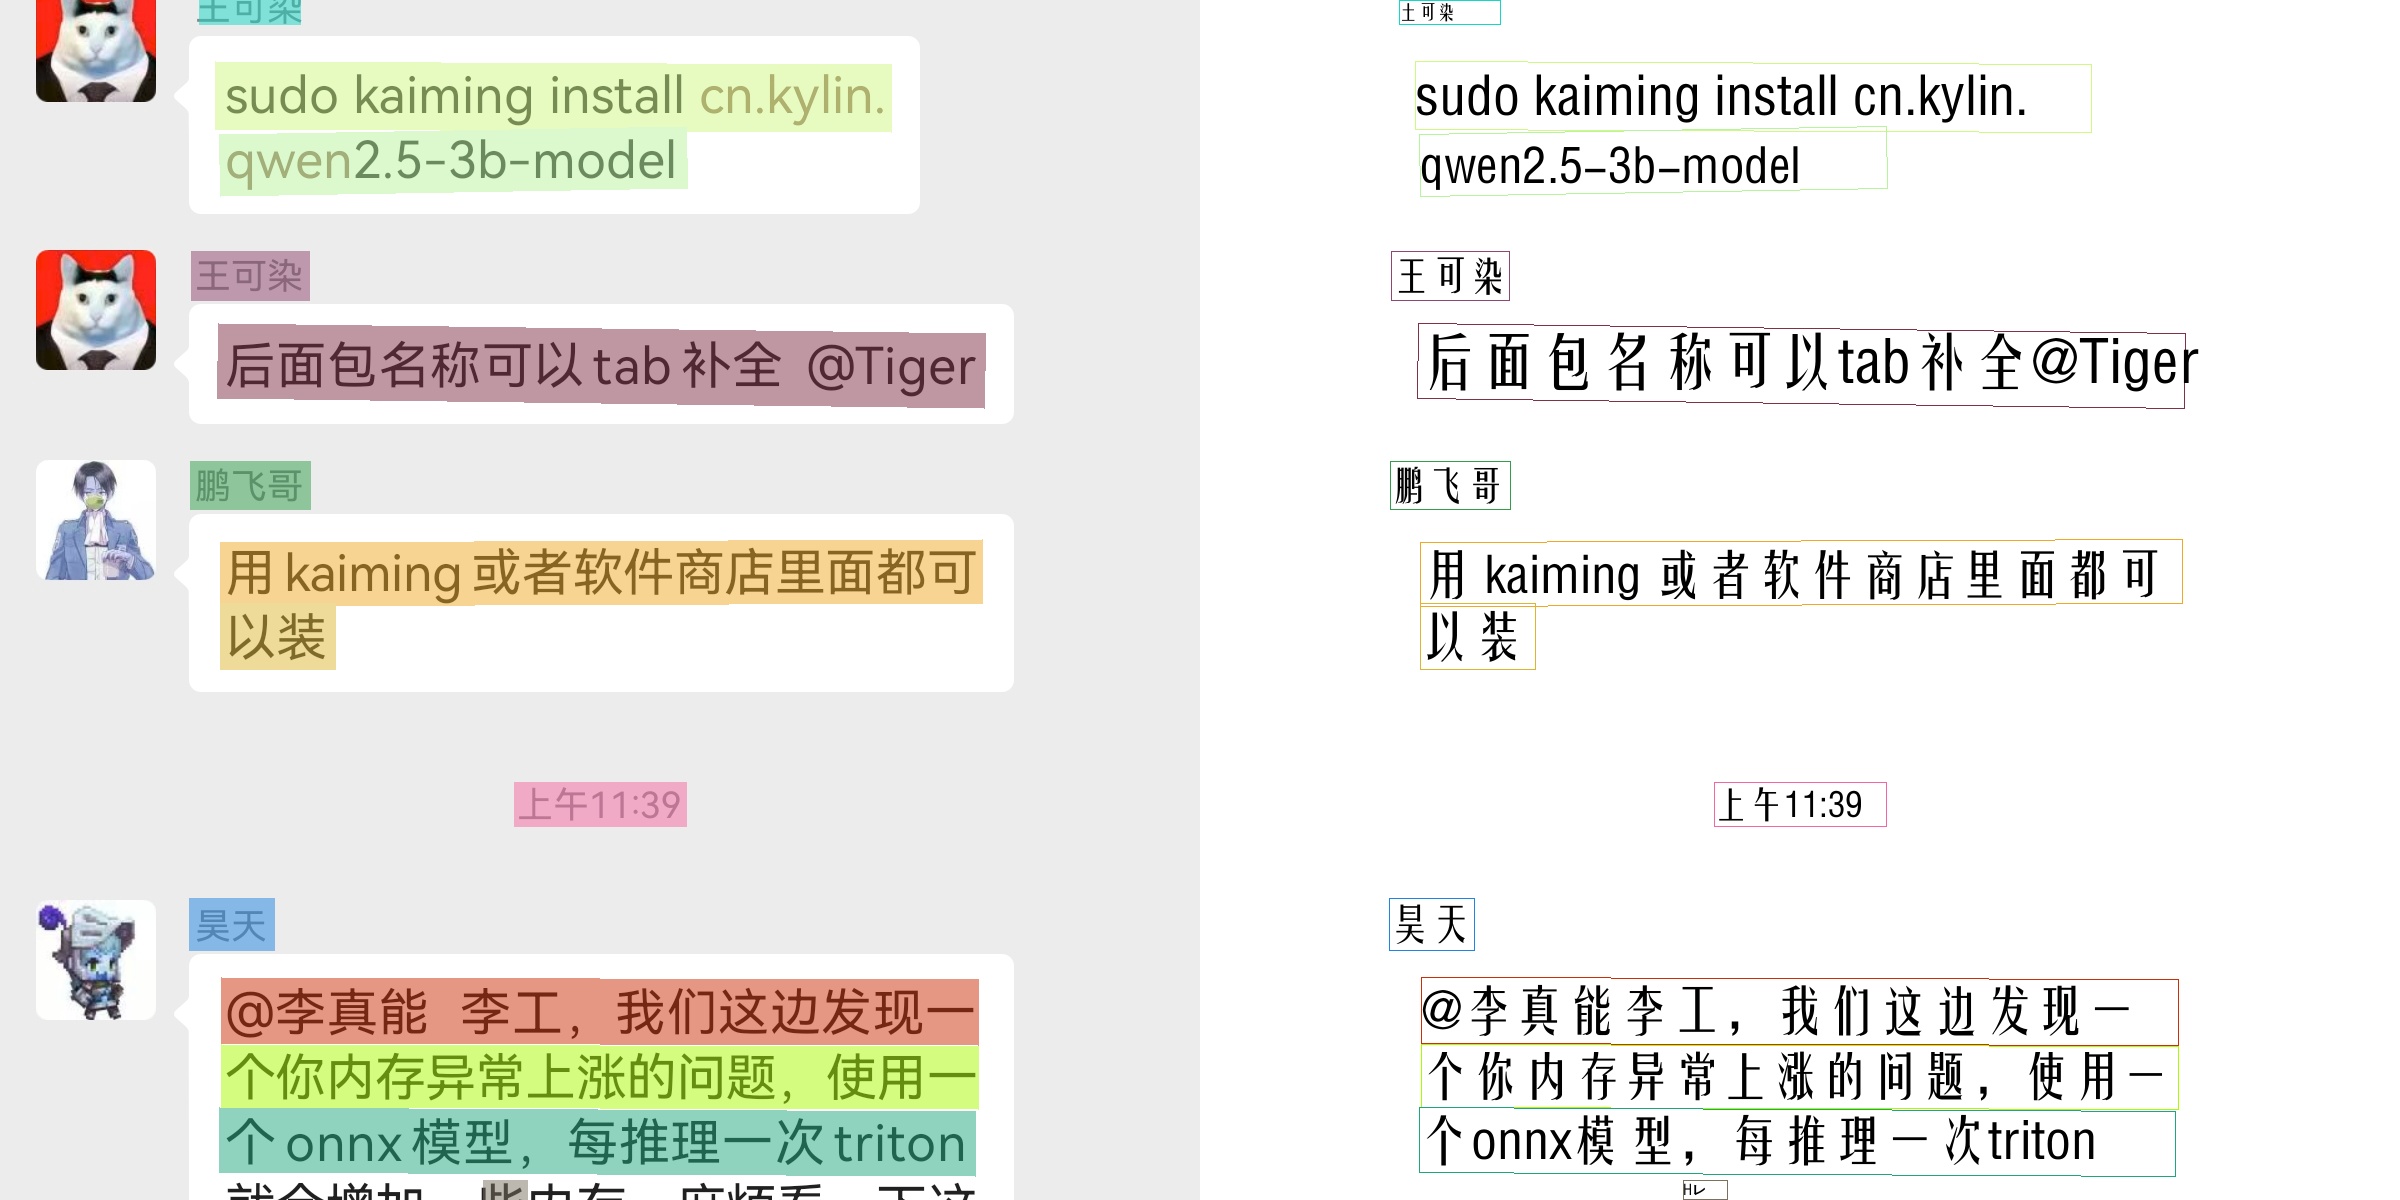 王可染
sudo kaiming install cn.kylin.
qwen2.5-3b-model
王可染
后面包名称可以tab补全 @Tiger
鹏飞哥
用kaiming或者软件商店里面都可
以装
上午11:39
昊天
@李真能 李工，我们这边发现一
个你内存异常上涨的问题，使用一
个onnx模型，每推理一次triton
土可染
sudo kaiming install cn.kylin.
qwen2.5-3b-model
王可染
后面包名称可以tab补全@Tiger
鹏飞哥
用 kaiming 或者软件商店里面都可
以装
上午11:39
昊天
@李真能李工，我们这边发现一
个你内存异常上涨的问题，使用一
个onnx模型，每推理一次triton